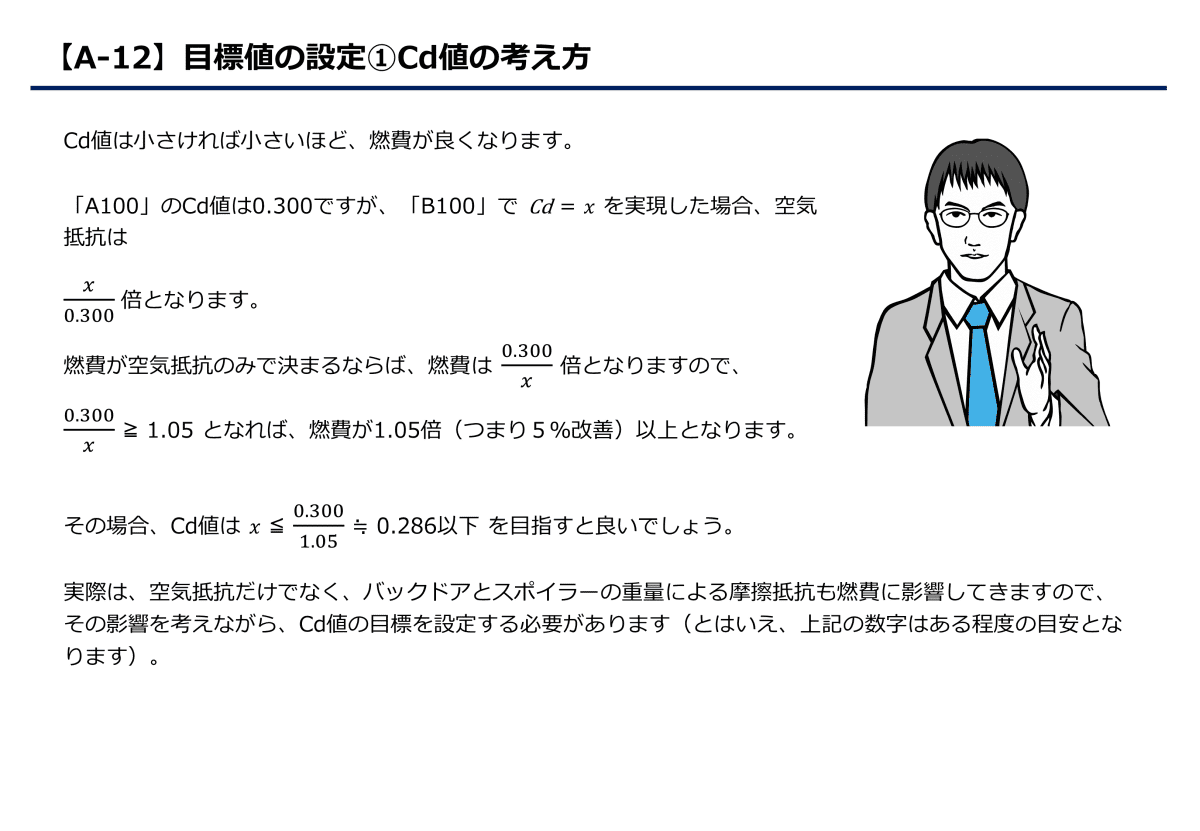 【A-12】目標値の設定①Cd値の考え方
Cd値は小さければ小さいほど、燃費が良くなります。
「A100」のCd値は0.300ですが、「B100」で Cd = x を実現した場合、空気
抵抗は
x/0.300 倍となります。
燃費が空気抵抗のみで決まるならば、燃費は 0.300/x 倍となりますので、
0.300/x ≧ 1.05 となれば、燃費が1.05倍（つまり５%改善）以上となります。
その場合、Cd値は x ≦ 0.300/1.05 ≒ 0.286以下 を目指すと良いでしょう。
実際は、空気抵抗だけでなく、バックドアとスポイラーの重量による摩擦抵抗も燃費に影響してきますので、
その影響を考えながら、Cd値の目標を設定する必要があります（とはいえ、上記の数字はある程度の目安とな
ります）。